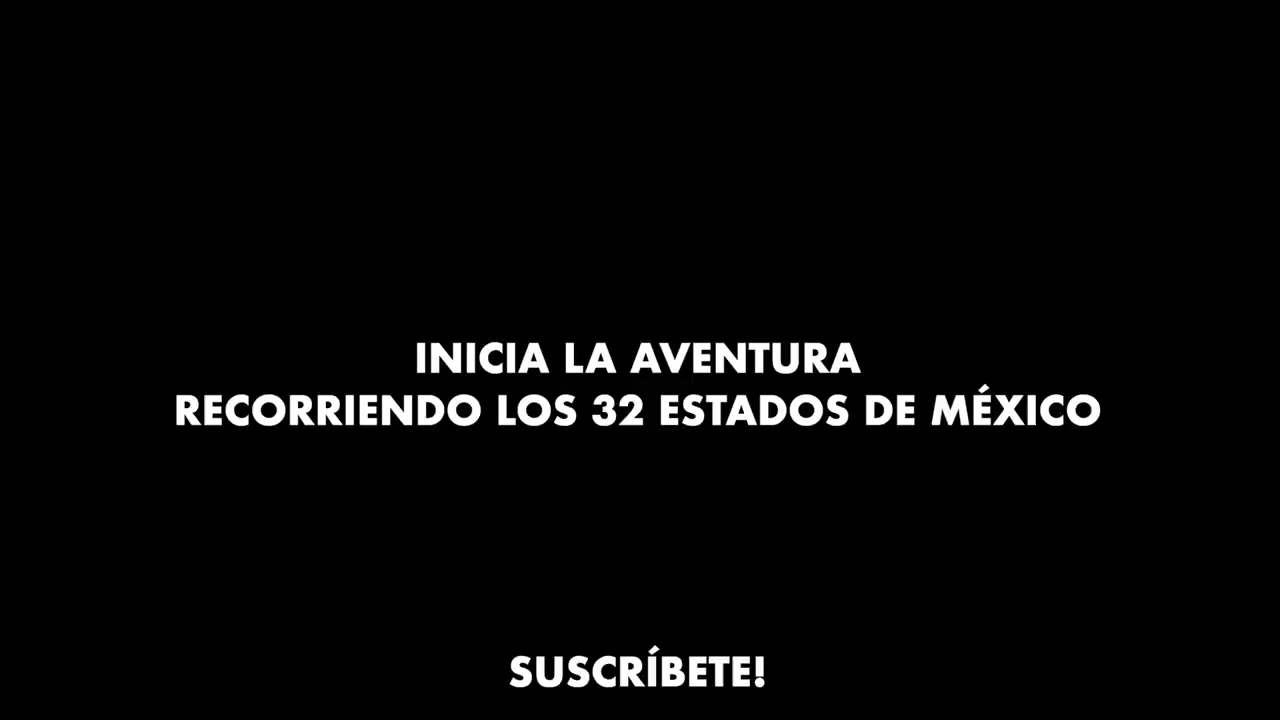 INICIA LA AVENTURA
RECORRIENDO LOS 32 ESTADOS DE MÉXICO
SUSCRÍBETE!